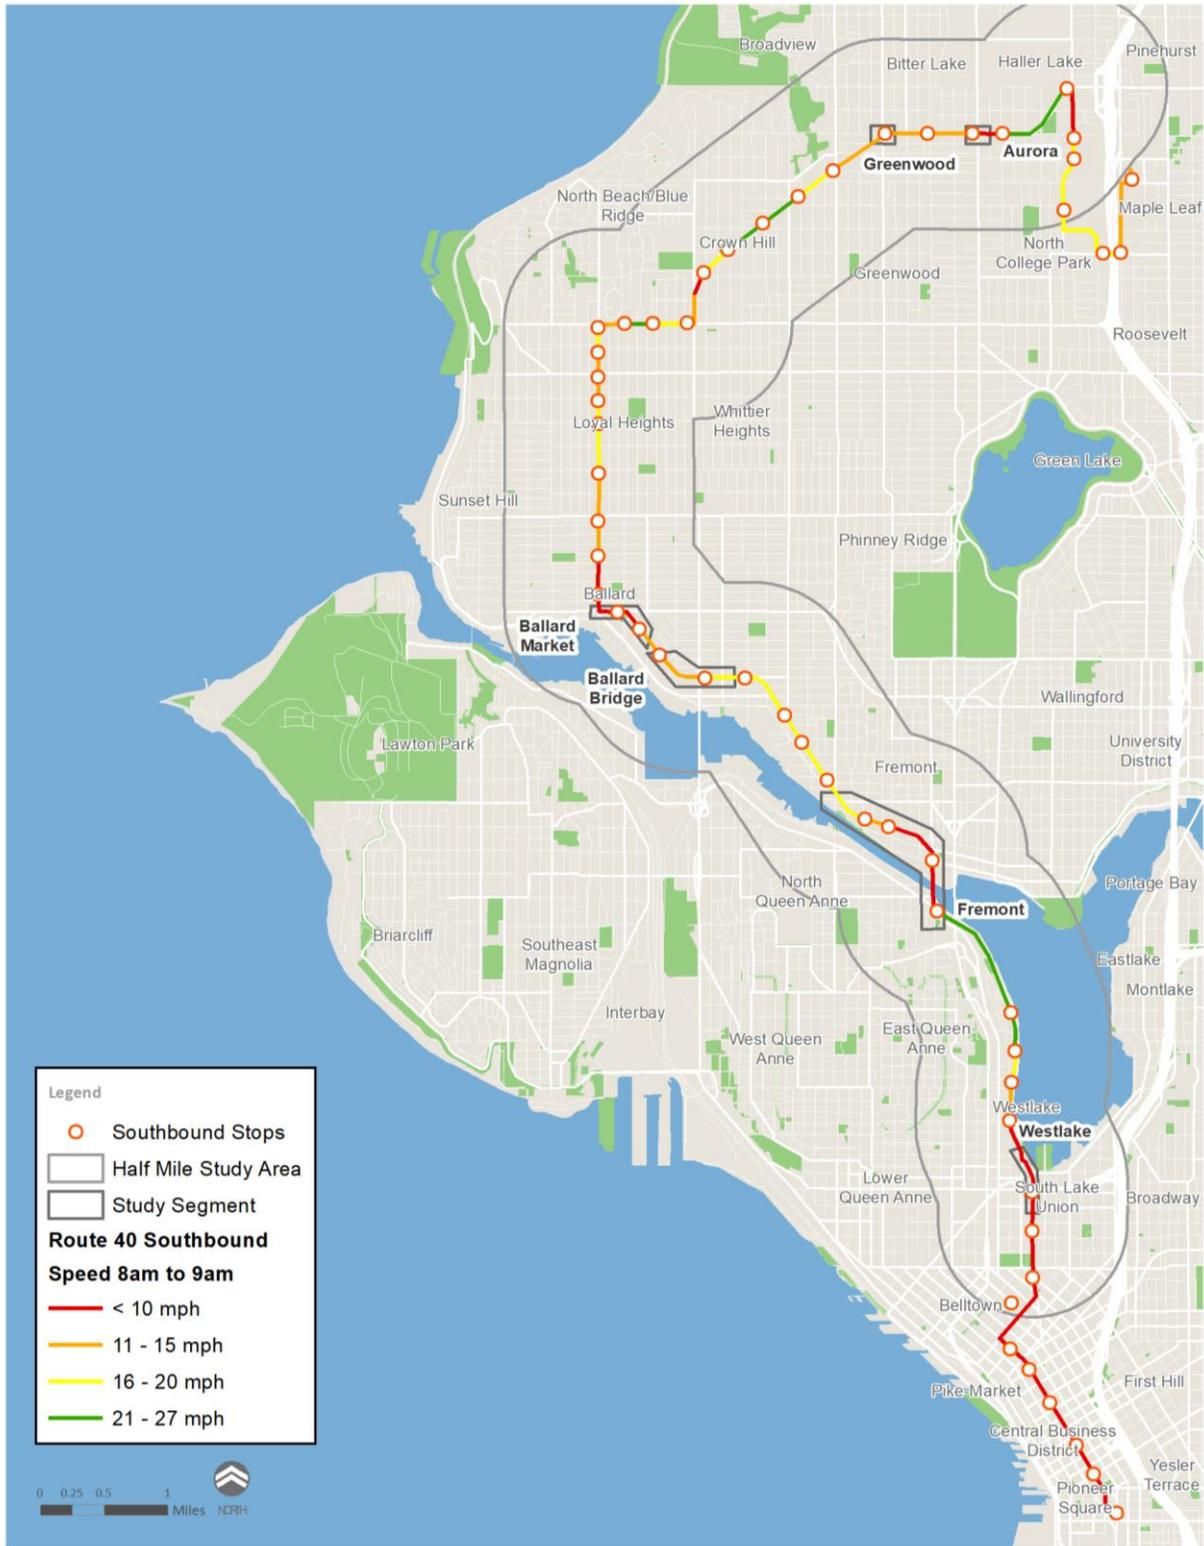 Broadview
Pinehurst
Bitter Lake
Haller Lake
Aurora
Greenwood
North Beach/Blue
Ridge
Maple Leaf
Crown Hill
North
College Park
Greenwood
Roosevelt
Whittier
Heights
Loyal Heights
Green Lake
Sunset Hill
Phinney Ridge
Ballard
Ballard
Market
Ballard
Bridge
Wallingford
Lawton Park
University
District
Fremont
North
Queen Anne
Portage Bay
Fremont
Briarcliff
Southeast
Magnolia
Eastlake
Montlake
Interbay
East Queen
Anne
West Queen
Anne
Westlake
Westlake
Lower
Queen Anne
South Lake
Union
Broadway
Belltown
First Hill
Pike-Market
Central Business
District
Yesler
Terrace
Pioneer
Square
Legend
Southbound Stops
Half Mile Study Area
Study Segment
Route 40 Southbound
Speed 8am to 9am
< 10 mph
11 - 15 mph
16 - 20 mph
21 - 27 mph
0 0.25 0.5 1
Miles
NORTH